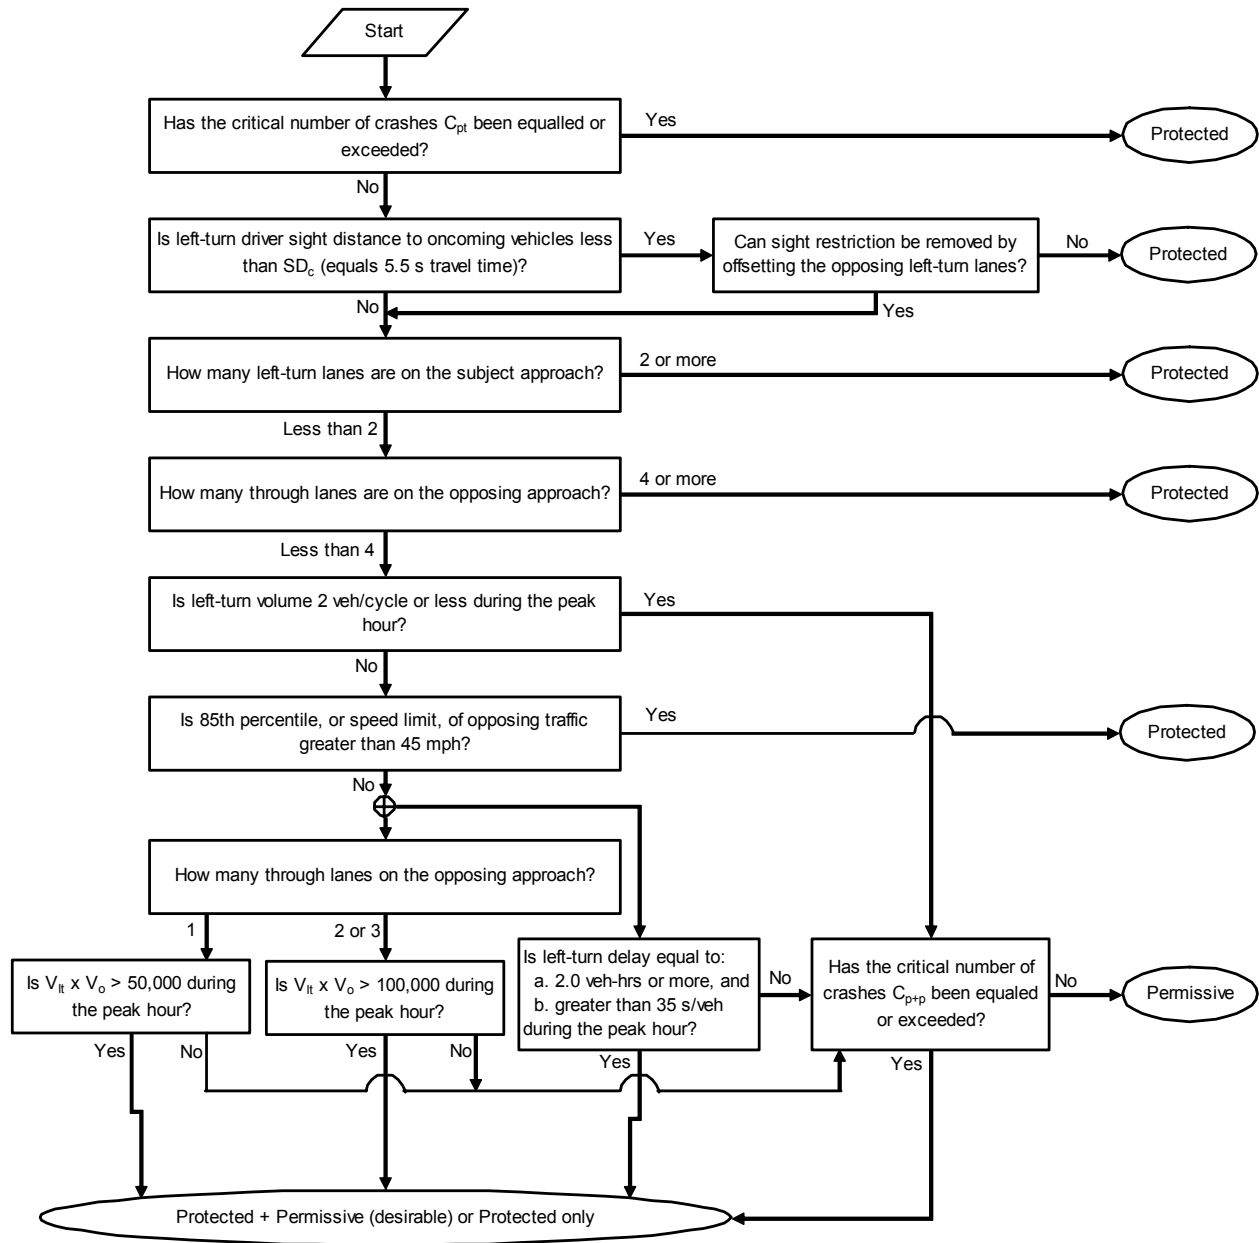 Start
Has the critical number of crashes Cpt been equalled or
exceeded?
Yes
Protected
No
Is left-turn driver sight distance to oncoming vehicles less
than SDc (equals 5.5 s travel time)?
Yes
Can sight restriction be removed by
offsetting the opposing left-turn lanes?
No
Protected
No
Yes
How many left-turn lanes are on the subject approach?
2 or more
Protected
Less than 2
How many through lanes are on the opposing approach?
4 or more
Protected
Less than 4
Is left-turn volume 2 veh/cycle or less during the peak
hour?
Yes
No
Is 85th percentile, or speed limit, of opposing traffic
greater than 45 mph?
Yes
Protected
No
How many through lanes on the opposing approach?
1
2 or 3
Is Vlt x Vo > 50,000 during
the peak hour?
Is Vlt x Vo > 100,000 during
the peak hour?
Is left-turn delay equal to:
a. 2.0 veh-hrs or more, and
b. greater than 35 s/veh
during the peak hour?
No
Has the critical number of
crashes Cp+p been equaled
or exceeded?
No
Permissive
Yes
No
Yes
No
Yes
Yes
Protected + Permissive (desirable) or Protected only